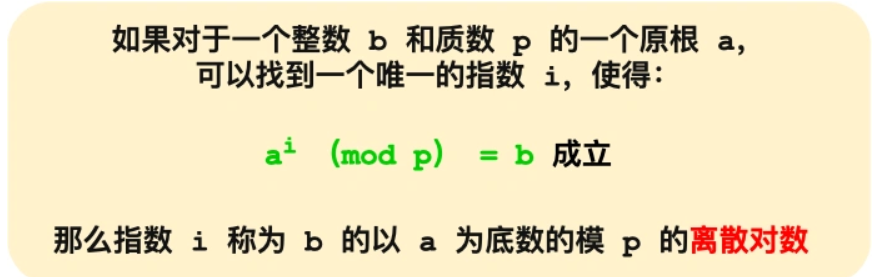 如果对于一个整数 b 和质数 p 的一个原根 a,
可以找到一个唯一的指数 i, 使得:
aⁱ (mod p) = b 成立
那么指数 i 称为 b 的以 a 为底数的模 p 的离散对数